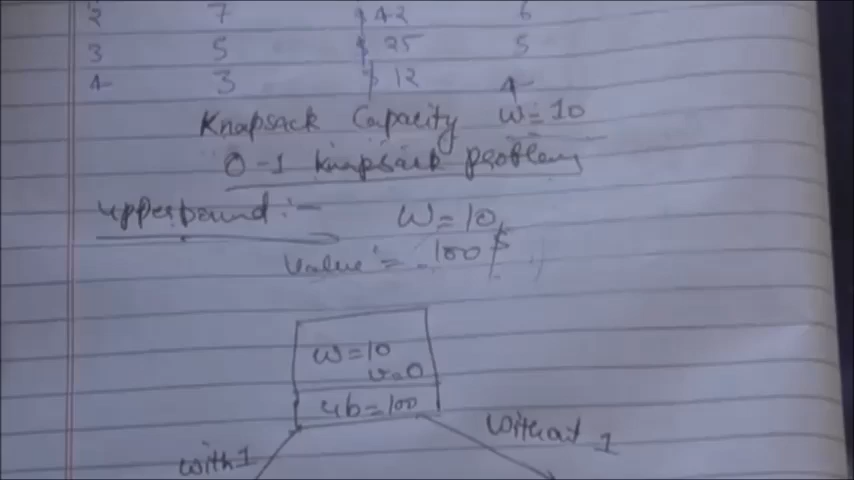 2 7 $42 6
3 5 $25 5
4 3 $12 4
Knapsack Capacity W=10
0-1 knapsack problem
upperbound :- W=10,
value = 100 $
W=10
v=0
ub=100
with 1 without 1